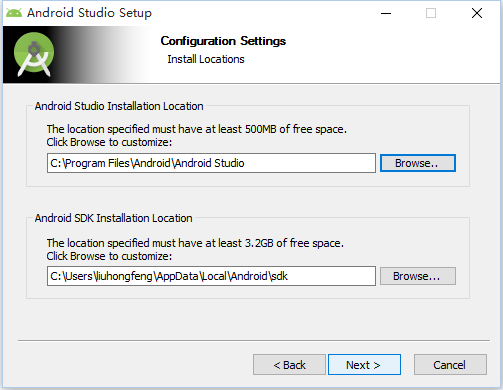 Android Studio Setup
Configuration Settings
Install Locations
Android Studio Installation Location
The location specified must have at least 500MB of free space.
Click Browse to customize:
C:\Program Files\Android\Android Studio
Browse..
Android SDK Installation Location
The location specified must have at least 3.2GB of free space.
Click Browse to customize:
C:\Users\liuhongfeng\AppData\Local\Android\sdk
Browse...
< Back
Next >
Cancel